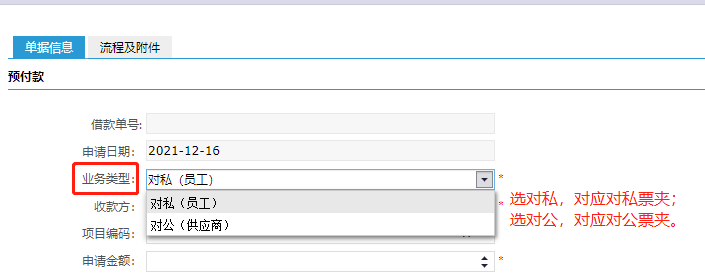 单据信息 流程及附件
预付款
借款单号:
申请日期: 2021-12-16
业务类型: 对私（员工） *
收款方: 对私（员工） * 选对私，对应对私票夹；
对公（供应商） 选对公，对应对公票夹。
项目编码:
申请金额: *